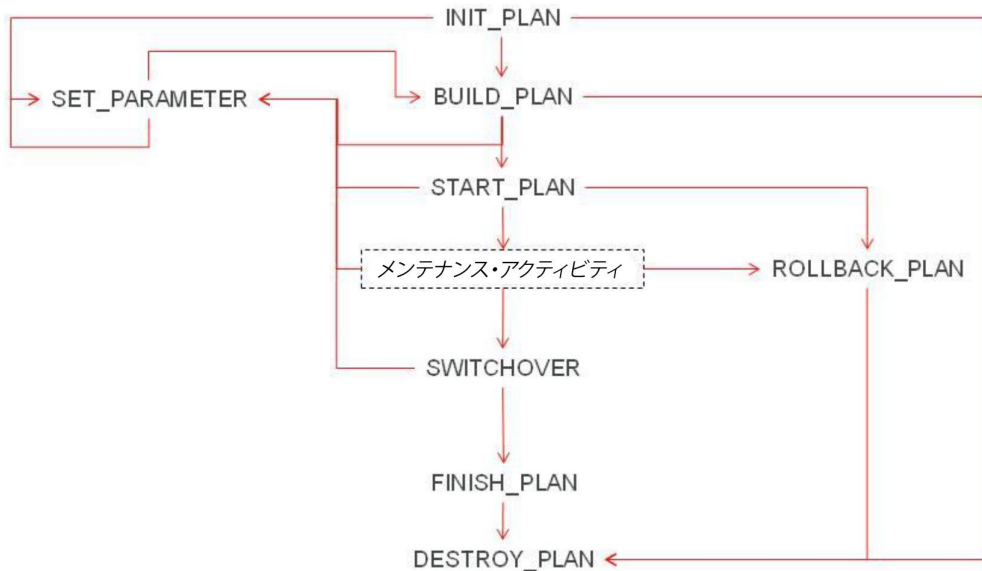 INIT_PLAN
SET_PARAMETER
BUILD_PLAN
START_PLAN
メンテナンス・アクティビティ
ROLLBACK_PLAN
SWITCHOVER
FINISH_PLAN
DESTROY_PLAN